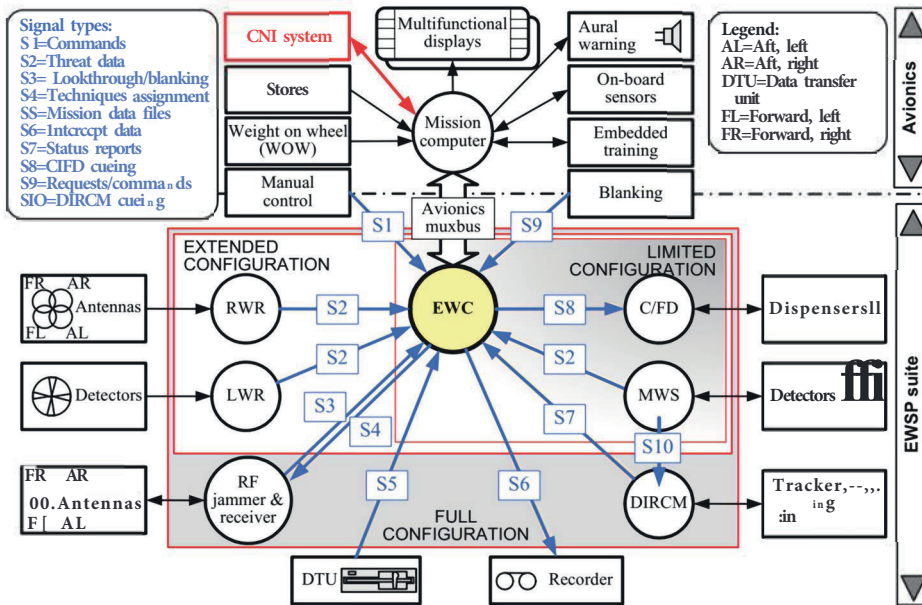 Signal types:
S 1=Commands
S2=Threat data
S3= Lookthrough/blanking
S4=Techniques assignment
SS=Mission data files
S6=1ntcrccpt data
S7=Status reports
S8=CIFD cueing
S9=Requests/comma n ds
SIO=DIRCM cuei n g
CNI system
Stores
Weight on wheel
(WOW)
Manual
control
Multifunctional
displays
Mission
computer
Aural
warning
On-board
sensors
Embedded
training
Blanking
Legend:
AL=Aft, left
AR=Aft, right
DTU=Data transfer
unit
FL=Forward, left
FR=Forward, right
Avionics
Avionics
muxbus
S1
S9
EXTENDED
CONFIGURATION
LIMITED
CONFIGURATION
FR AR
Antennas
FL AL
RWR
S2
EWC
S8
C/FD
Dispensersll
Detectors
LWR
S2
S2
MWS
Detectors ffi
S3
S4
S7
S10
EWSP suite
FR AR
00.Antennas
F[ AL
RF
jammer &
receiver
S5
S6
DIRCM
Tracker,--,,.
:in in g
FULL
CONFIGURATION
DTU
Recorder